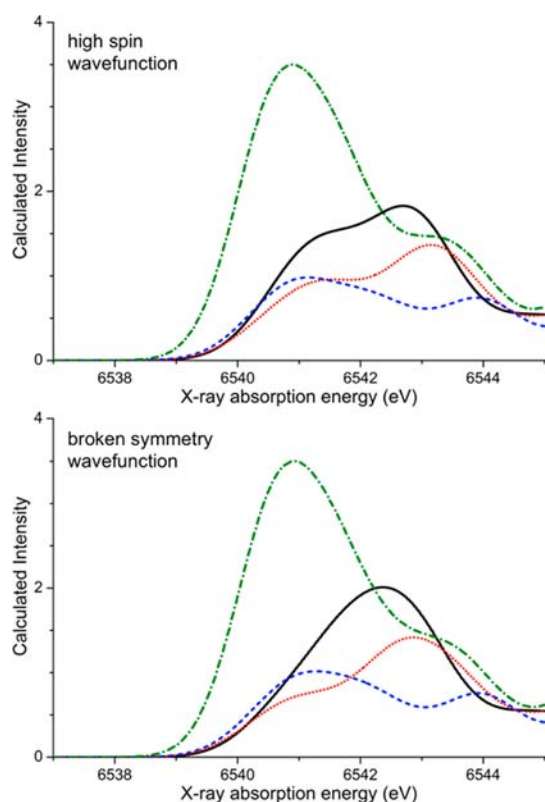 4
high spin
wavefunction
Calculated Intensity
2
0
6538 6540 6542 6544
X-ray absorption energy (eV)
4
broken symmetry
wavefunction
Calculated Intensity
2
0
6538 6540 6542 6544
X-ray absorption energy (eV)